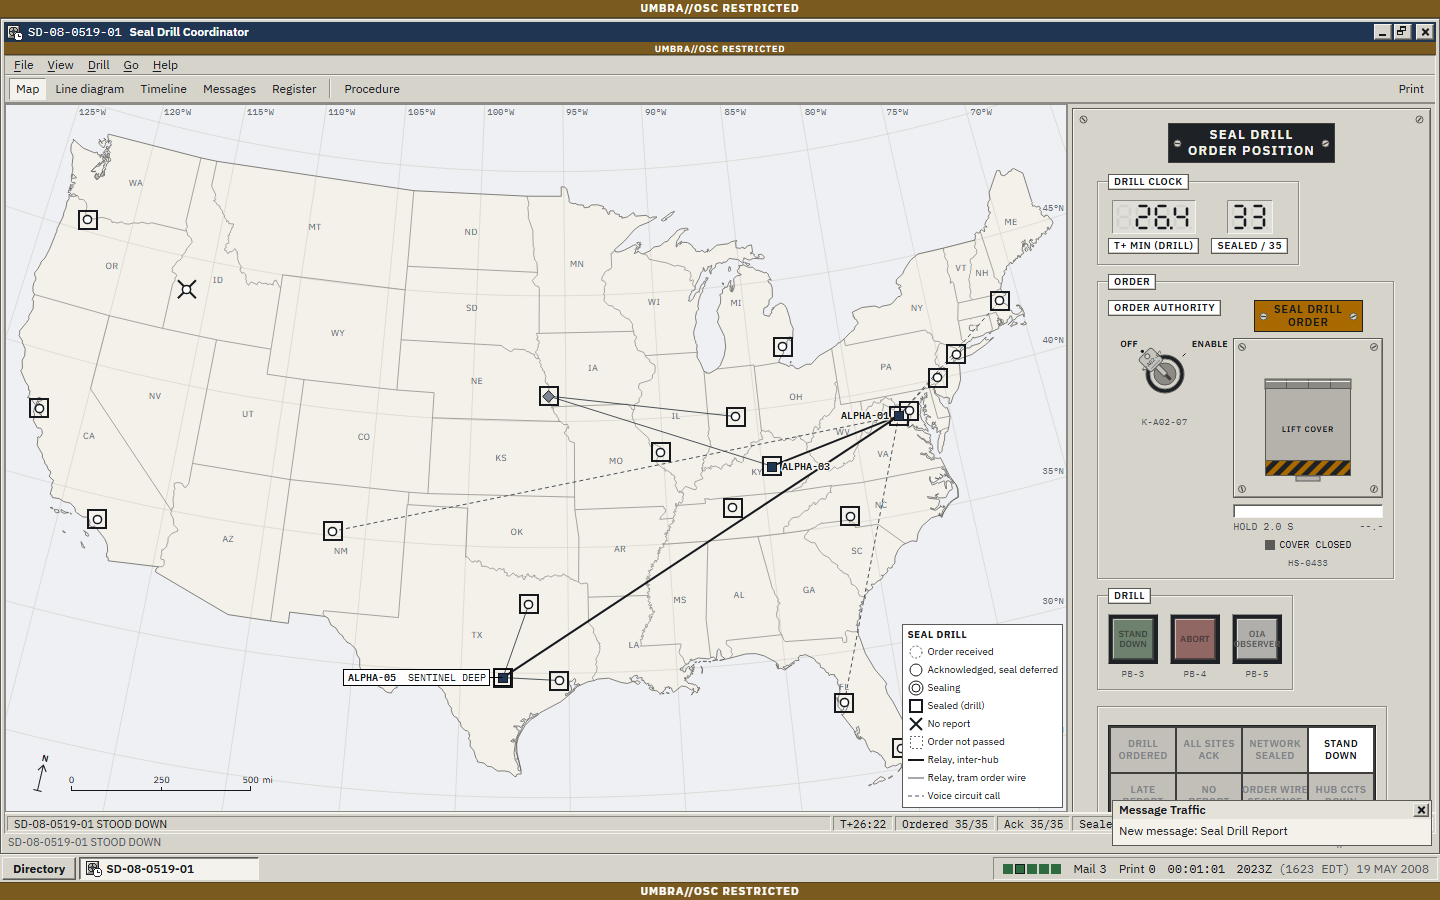 UMBRA//OSC RESTRICTED
SD-08-0519-01 Seal Drill Coordinator
UMBRA//OSC RESTRICTED
File View Drill Go Help
Map Line diagram Timeline Messages Register Procedure Print
125°W 120°W 115°W 110°W 105°W 100°W 95°W 90°W 85°W 80°W 75°W 70°W
45°N
40°N
35°N
30°N
WA
OR
ID
MT
ND
MN
WI
MI
ME
VT
NH
NY
CT
SD
WY
NE
IA
PA
OH
IL
NV
UT
CO
CA
KS
MO
KY
WV
VA
NC
AZ
NM
OK
AR
SC
MS
AL
GA
TX
LA
FL
ALPHA-01
ALPHA-03
ALPHA-05 SENTINEL DEEP
N
0 250 500 mi
SEAL DRILL
Order received
Acknowledged, seal deferred
Sealing
Sealed (drill)
No report
Order not passed
Relay, inter-hub
Relay, tram order wire
Voice circuit call
SEAL DRILL
ORDER POSITION
DRILL CLOCK
26.4 33
T+ MIN (DRILL) SEALED / 35
ORDER
ORDER AUTHORITY
SEAL DRILL
ORDER
OFF ENABLE
K-A02-07
LIFT COVER
HOLD 2.0 S --.-
COVER CLOSED
HS-0433
DRILL
STAND
DOWN
ABORT
OIA
OBSERVER
PB-3 PB-4 PB-5
DRILL
ORDERED
ALL SITES
ACK
NETWORK
SEALED
STAND
DOWN
LATE
NO
ORDER WIRE
HUB CCTS
Message Traffic
New message: Seal Drill Report
SD-08-0519-01 STOOD DOWN T+26:22 Ordered 35/35 Ack 35/35
SD-08-0519-01 STOOD DOWN
Directory SD-08-0519-01 Mail 3 Print 0 00:01:01 2023Z (1623 EDT) 19 MAY 2008
UMBRA//OSC RESTRICTED